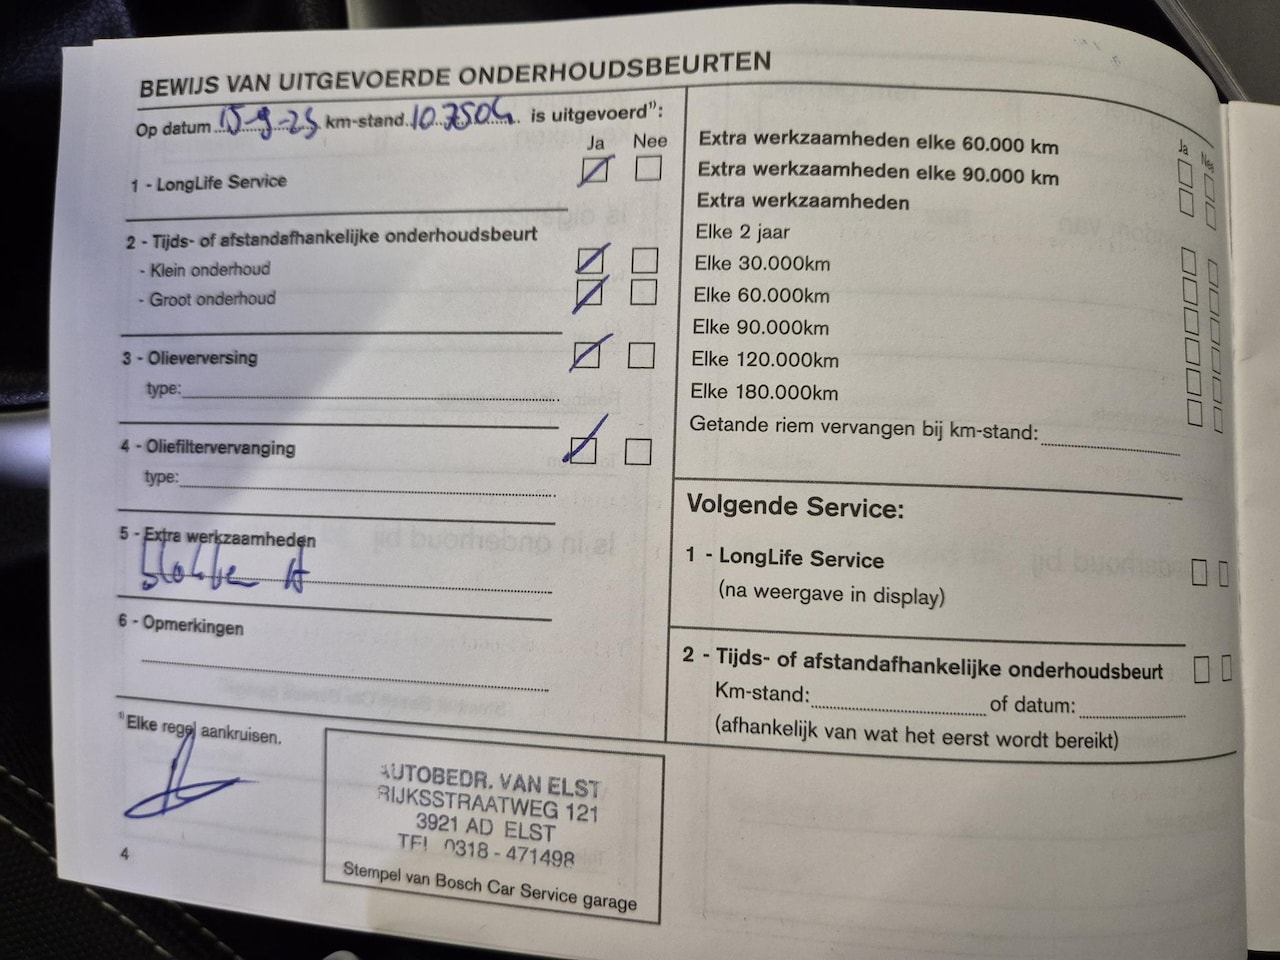 BEWIJS VAN UITGEVOERDE ONDERHOUDSBEURTEN
Op datum 15-9-25 km-stand 107504 is uitgevoerd¹⁾:
Ja Nee
1 - LongLife Service
2 - Tijds- of afstandafhankelijke onderhoudsbeurt
- Klein onderhoud
- Groot onderhoud
3 - Olieverversing
type:
4 - Oliefiltervervanging
type:
5 - Extra werkzaamheden
6 - Opmerkingen
¹⁾Elke regel aankruisen.
AUTOBEDR. VAN ELST
RIJKSSTRAATWEG 121
3921 AD ELST
TEL 0318 - 471498
Stempel van Bosch Car Service garage
4
Ja Nee
Extra werkzaamheden elke 60.000 km
Extra werkzaamheden elke 90.000 km
Extra werkzaamheden
Elke 2 jaar
Elke 30.000km
Elke 60.000km
Elke 90.000km
Elke 120.000km
Elke 180.000km
Getande riem vervangen bij km-stand:
Volgende Service:
1 - LongLife Service
(na weergave in display)
2 - Tijds- of afstandafhankelijke onderhoudsbeurt
Km-stand: of datum:
(afhankelijk van wat het eerst wordt bereikt)